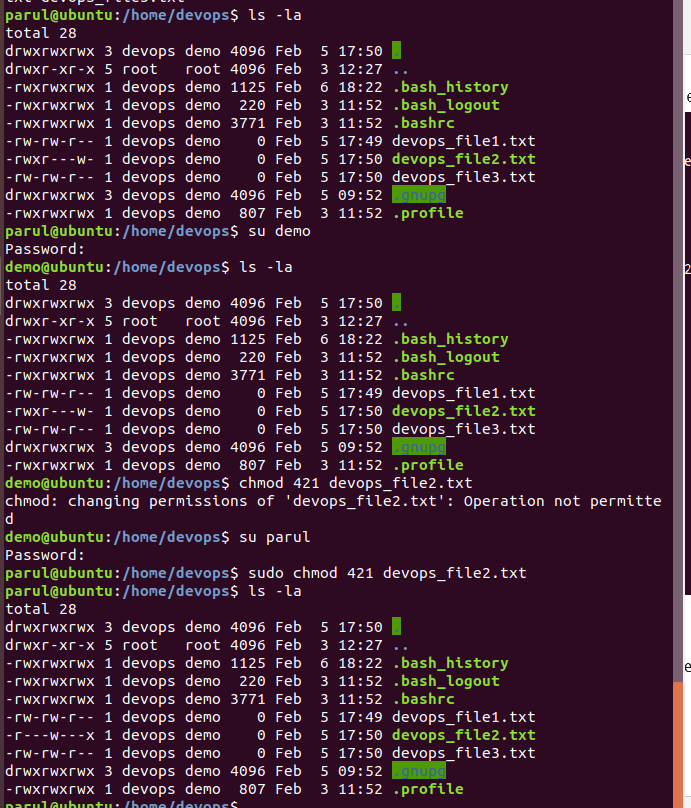 parul@ubuntu:/home/devops$ ls -la
total 28
drwxrwxrwx 3 devops demo 4096 Feb  5 17:50 .
drwxr-xr-x 5 root   root 4096 Feb  3 12:27 ..
-rwxrwxrwx 1 devops demo 1125 Feb  6 18:22 .bash_history
-rwxrwxrwx 1 devops demo  220 Feb  3 11:52 .bash_logout
-rwxrwxrwx 1 devops demo 3771 Feb  3 11:52 .bashrc
-rw-rw-r-- 1 devops demo    0 Feb  5 17:49 devops_file1.txt
-rwxr---w- 1 devops demo    0 Feb  5 17:50 devops_file2.txt
-rw-rw-r-- 1 devops demo    0 Feb  5 17:50 devops_file3.txt
drwxrwxrwx 3 devops demo 4096 Feb  5 09:52 .gnupg
-rwxrwxrwx 1 devops demo  807 Feb  3 11:52 .profile
parul@ubuntu:/home/devops$ su demo
Password:
demo@ubuntu:/home/devops$ ls -la
total 28
drwxrwxrwx 3 devops demo 4096 Feb  5 17:50 .
drwxr-xr-x 5 root   root 4096 Feb  3 12:27 ..
-rwxrwxrwx 1 devops demo 1125 Feb  6 18:22 .bash_history
-rwxrwxrwx 1 devops demo  220 Feb  3 11:52 .bash_logout
-rwxrwxrwx 1 devops demo 3771 Feb  3 11:52 .bashrc
-rw-rw-r-- 1 devops demo    0 Feb  5 17:49 devops_file1.txt
-rwxr---w- 1 devops demo    0 Feb  5 17:50 devops_file2.txt
-rw-rw-r-- 1 devops demo    0 Feb  5 17:50 devops_file3.txt
drwxrwxrwx 3 devops demo 4096 Feb  5 09:52 .gnupg
-rwxrwxrwx 1 devops demo  807 Feb  3 11:52 .profile
demo@ubuntu:/home/devops$ chmod 421 devops_file2.txt
chmod: changing permissions of 'devops_file2.txt': Operation not permitte
d
demo@ubuntu:/home/devops$ su parul
Password:
parul@ubuntu:/home/devops$ sudo chmod 421 devops_file2.txt
parul@ubuntu:/home/devops$ ls -la
total 28
drwxrwxrwx 3 devops demo 4096 Feb  5 17:50 .
drwxr-xr-x 5 root   root 4096 Feb  3 12:27 ..
-rwxrwxrwx 1 devops demo 1125 Feb  6 18:22 .bash_history
-rwxrwxrwx 1 devops demo  220 Feb  3 11:52 .bash_logout
-rwxrwxrwx 1 devops demo 3771 Feb  3 11:52 .bashrc
-rw-rw-r-- 1 devops demo    0 Feb  5 17:49 devops_file1.txt
-r---w---x 1 devops demo    0 Feb  5 17:50 devops_file2.txt
-rw-rw-r-- 1 devops demo    0 Feb  5 17:50 devops_file3.txt
drwxrwxrwx 3 devops demo 4096 Feb  5 09:52 .gnupg
-rwxrwxrwx 1 devops demo  807 Feb  3 11:52 .profile
parul@ubuntu:/home/devops$